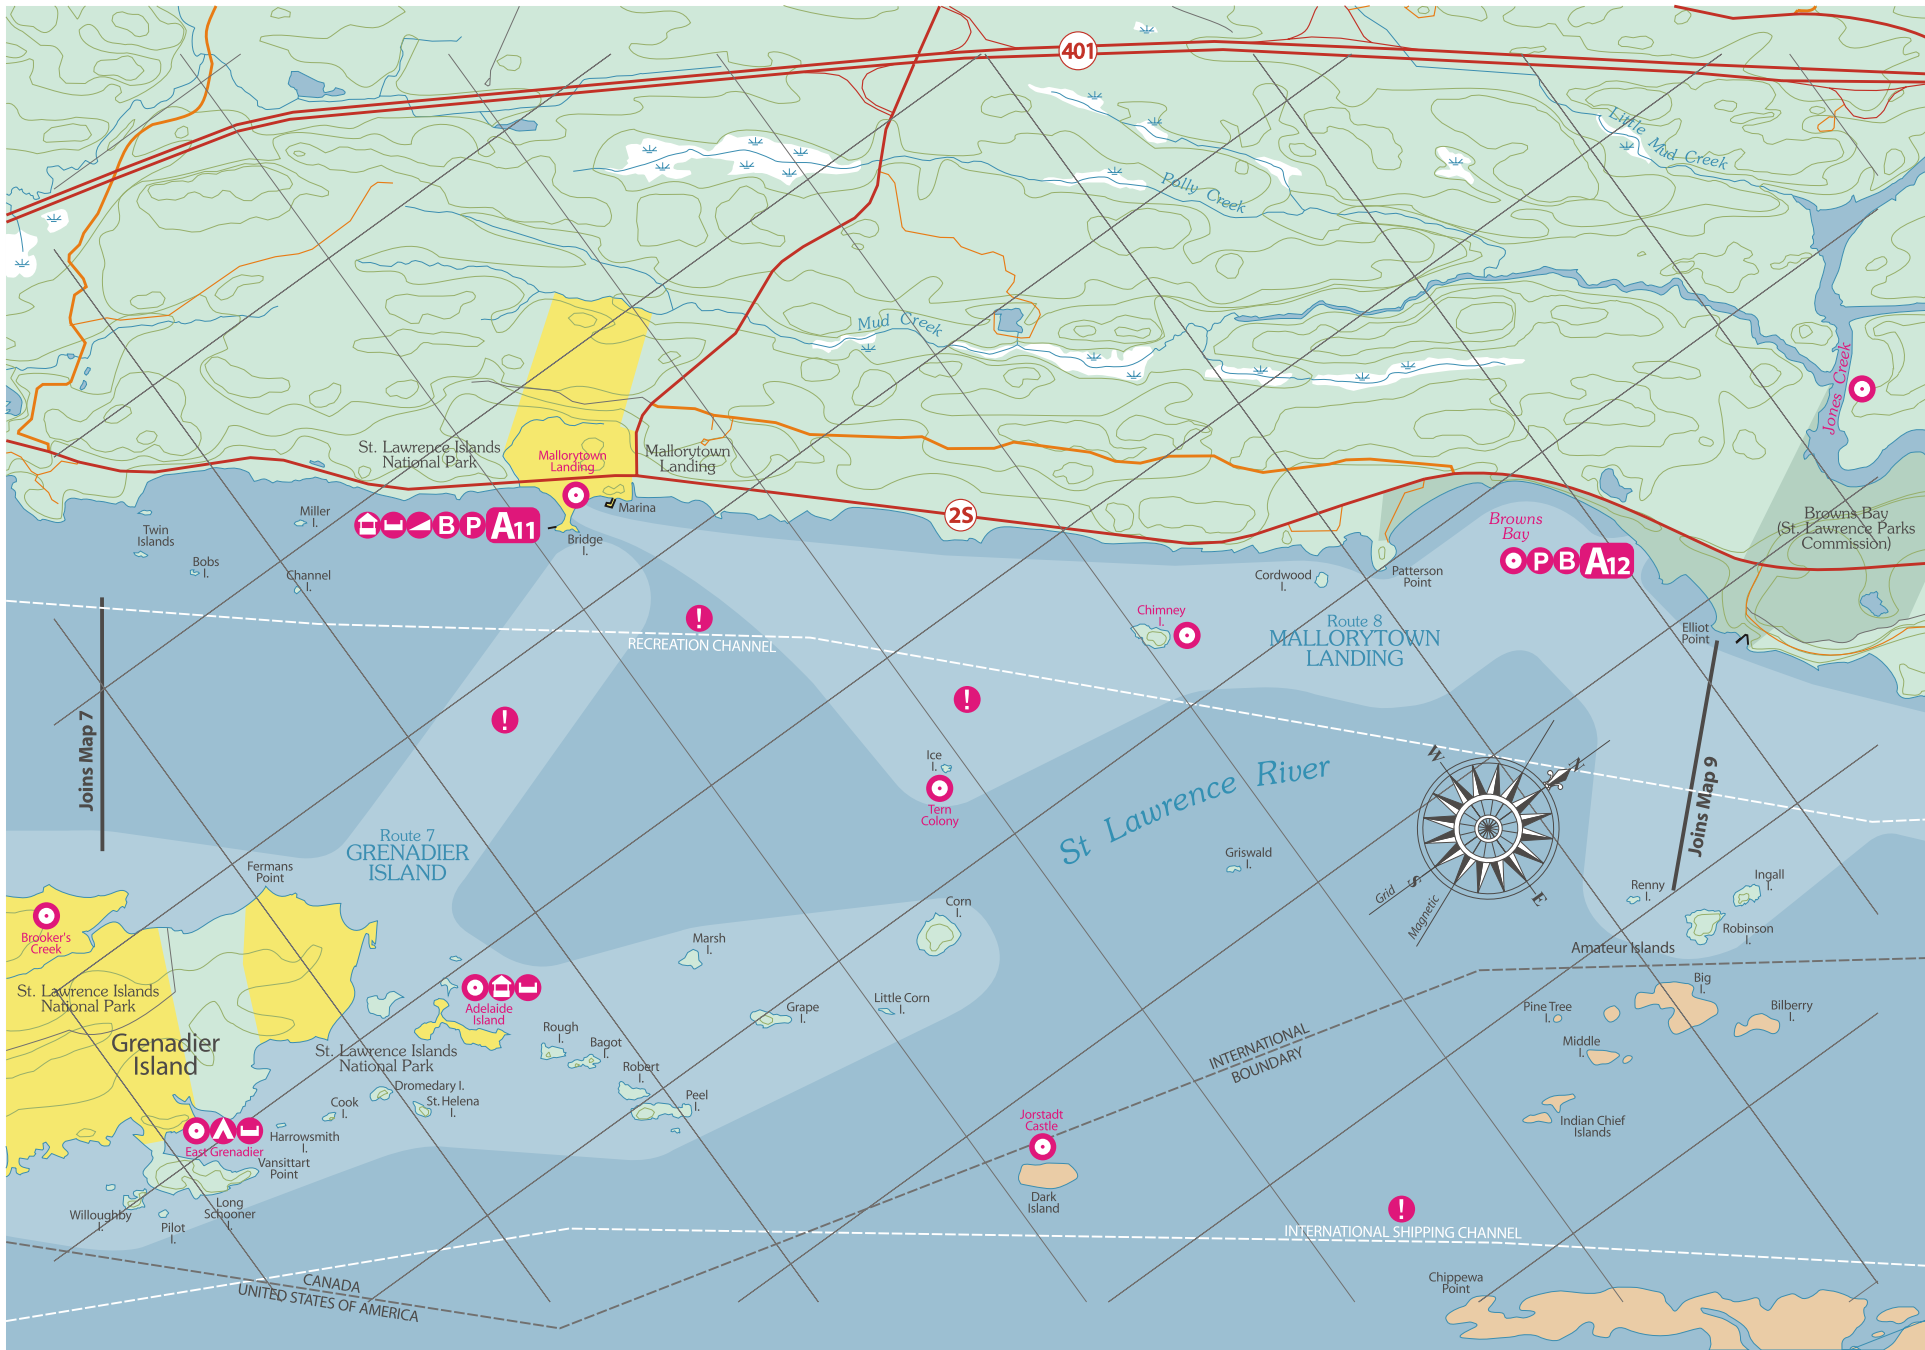 401
Little Mud Creek
Polly Creek
Mud Creek
Jones Creek
St. Lawrence Islands
National Park
Mallorytown
Landing
Mallorytown
Landing
Marina
B
P
A11
Bridge
I.
2S
Twin
Islands
Miller
I.
Bobs
I.
Channel
I.
Browns
Bay
P
B
A12
Browns Bay
(St. Lawrence Parks
Commission)
Cordwood
I.
Patterson
Point
Chimney
I.
Route 8
MALLORYTOWN
LANDING
Elliot
Point
!
RECREATION CHANNEL
!
!
Joins Map 7
Joins Map 9
Ice
I.
Tern
Colony
St Lawrence River
W
N
S
E
Grid
Magnetic
Route 7
GRENADIER
ISLAND
Fermans
Point
Griswald
I.
Renny
I.
Ingall
I.
Robinson
I.
Amateur Islands
Brooker's
Creek
Corn
I.
Marsh
I.
Little Corn
I.
Grape
I.
St. Lawrence Islands
National Park
Adelaide
Island
Grenadier
Island
St. Lawrence Islands
National Park
Rough
I.
Bagot
I.
Robert
I.
Peel
I.
Dromedary I.
St. Helena
I.
Cook
I.
Harrowsmith
I.
East Grenadier
Vansittart
Point
Long
Schooner
I.
Willoughby
I.
Pilot
I.
Big
I.
Bilberry
I.
Pine Tree
I.
Middle
I.
Indian Chief
Islands
INTERNATIONAL
BOUNDARY
Jorstadt
Castle
Dark
Island
!
INTERNATIONAL SHIPPING CHANNEL
Chippewa
Point
CANADA
UNITED STATES OF AMERICA